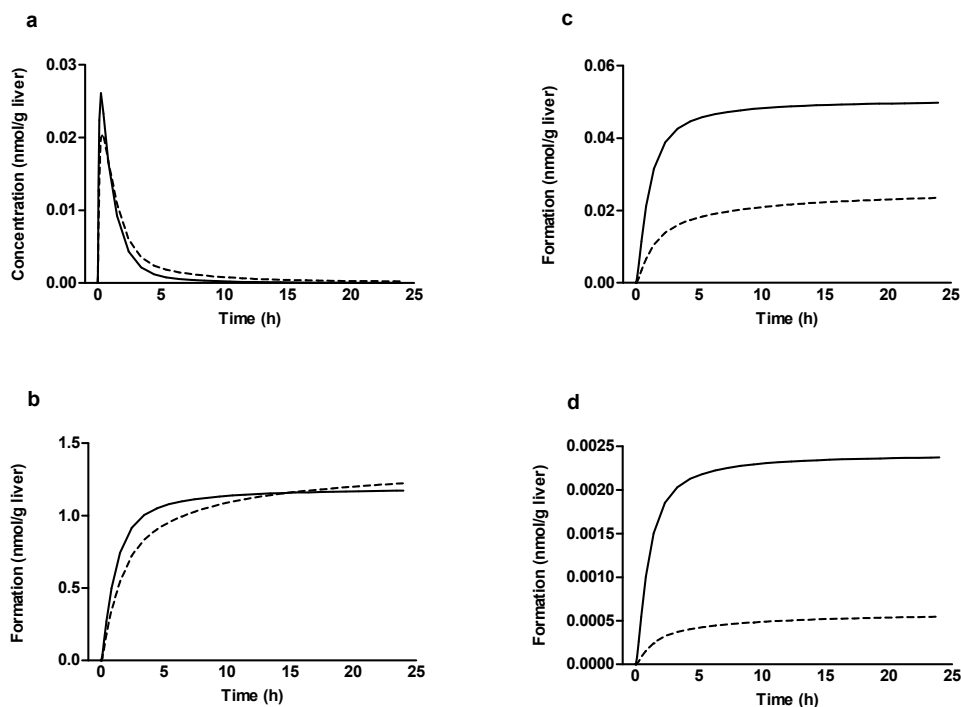 a
Concentration (nmol/g liver)
0.03
0.02
0.01
0.00
0 5 10 15 20 25
Time (h)
c
Formation (nmol/g liver)
0.06
0.04
0.02
0.00
0 5 10 15 20 25
Time (h)
b
Formation (nmol/g liver)
1.5
1.0
0.5
0.0
0 5 10 15 20 25
Time (h)
d
Formation (nmol/g liver)
0.0025
0.0020
0.0015
0.0010
0.0005
0.0000
0 5 10 15 20 25
Time (h)